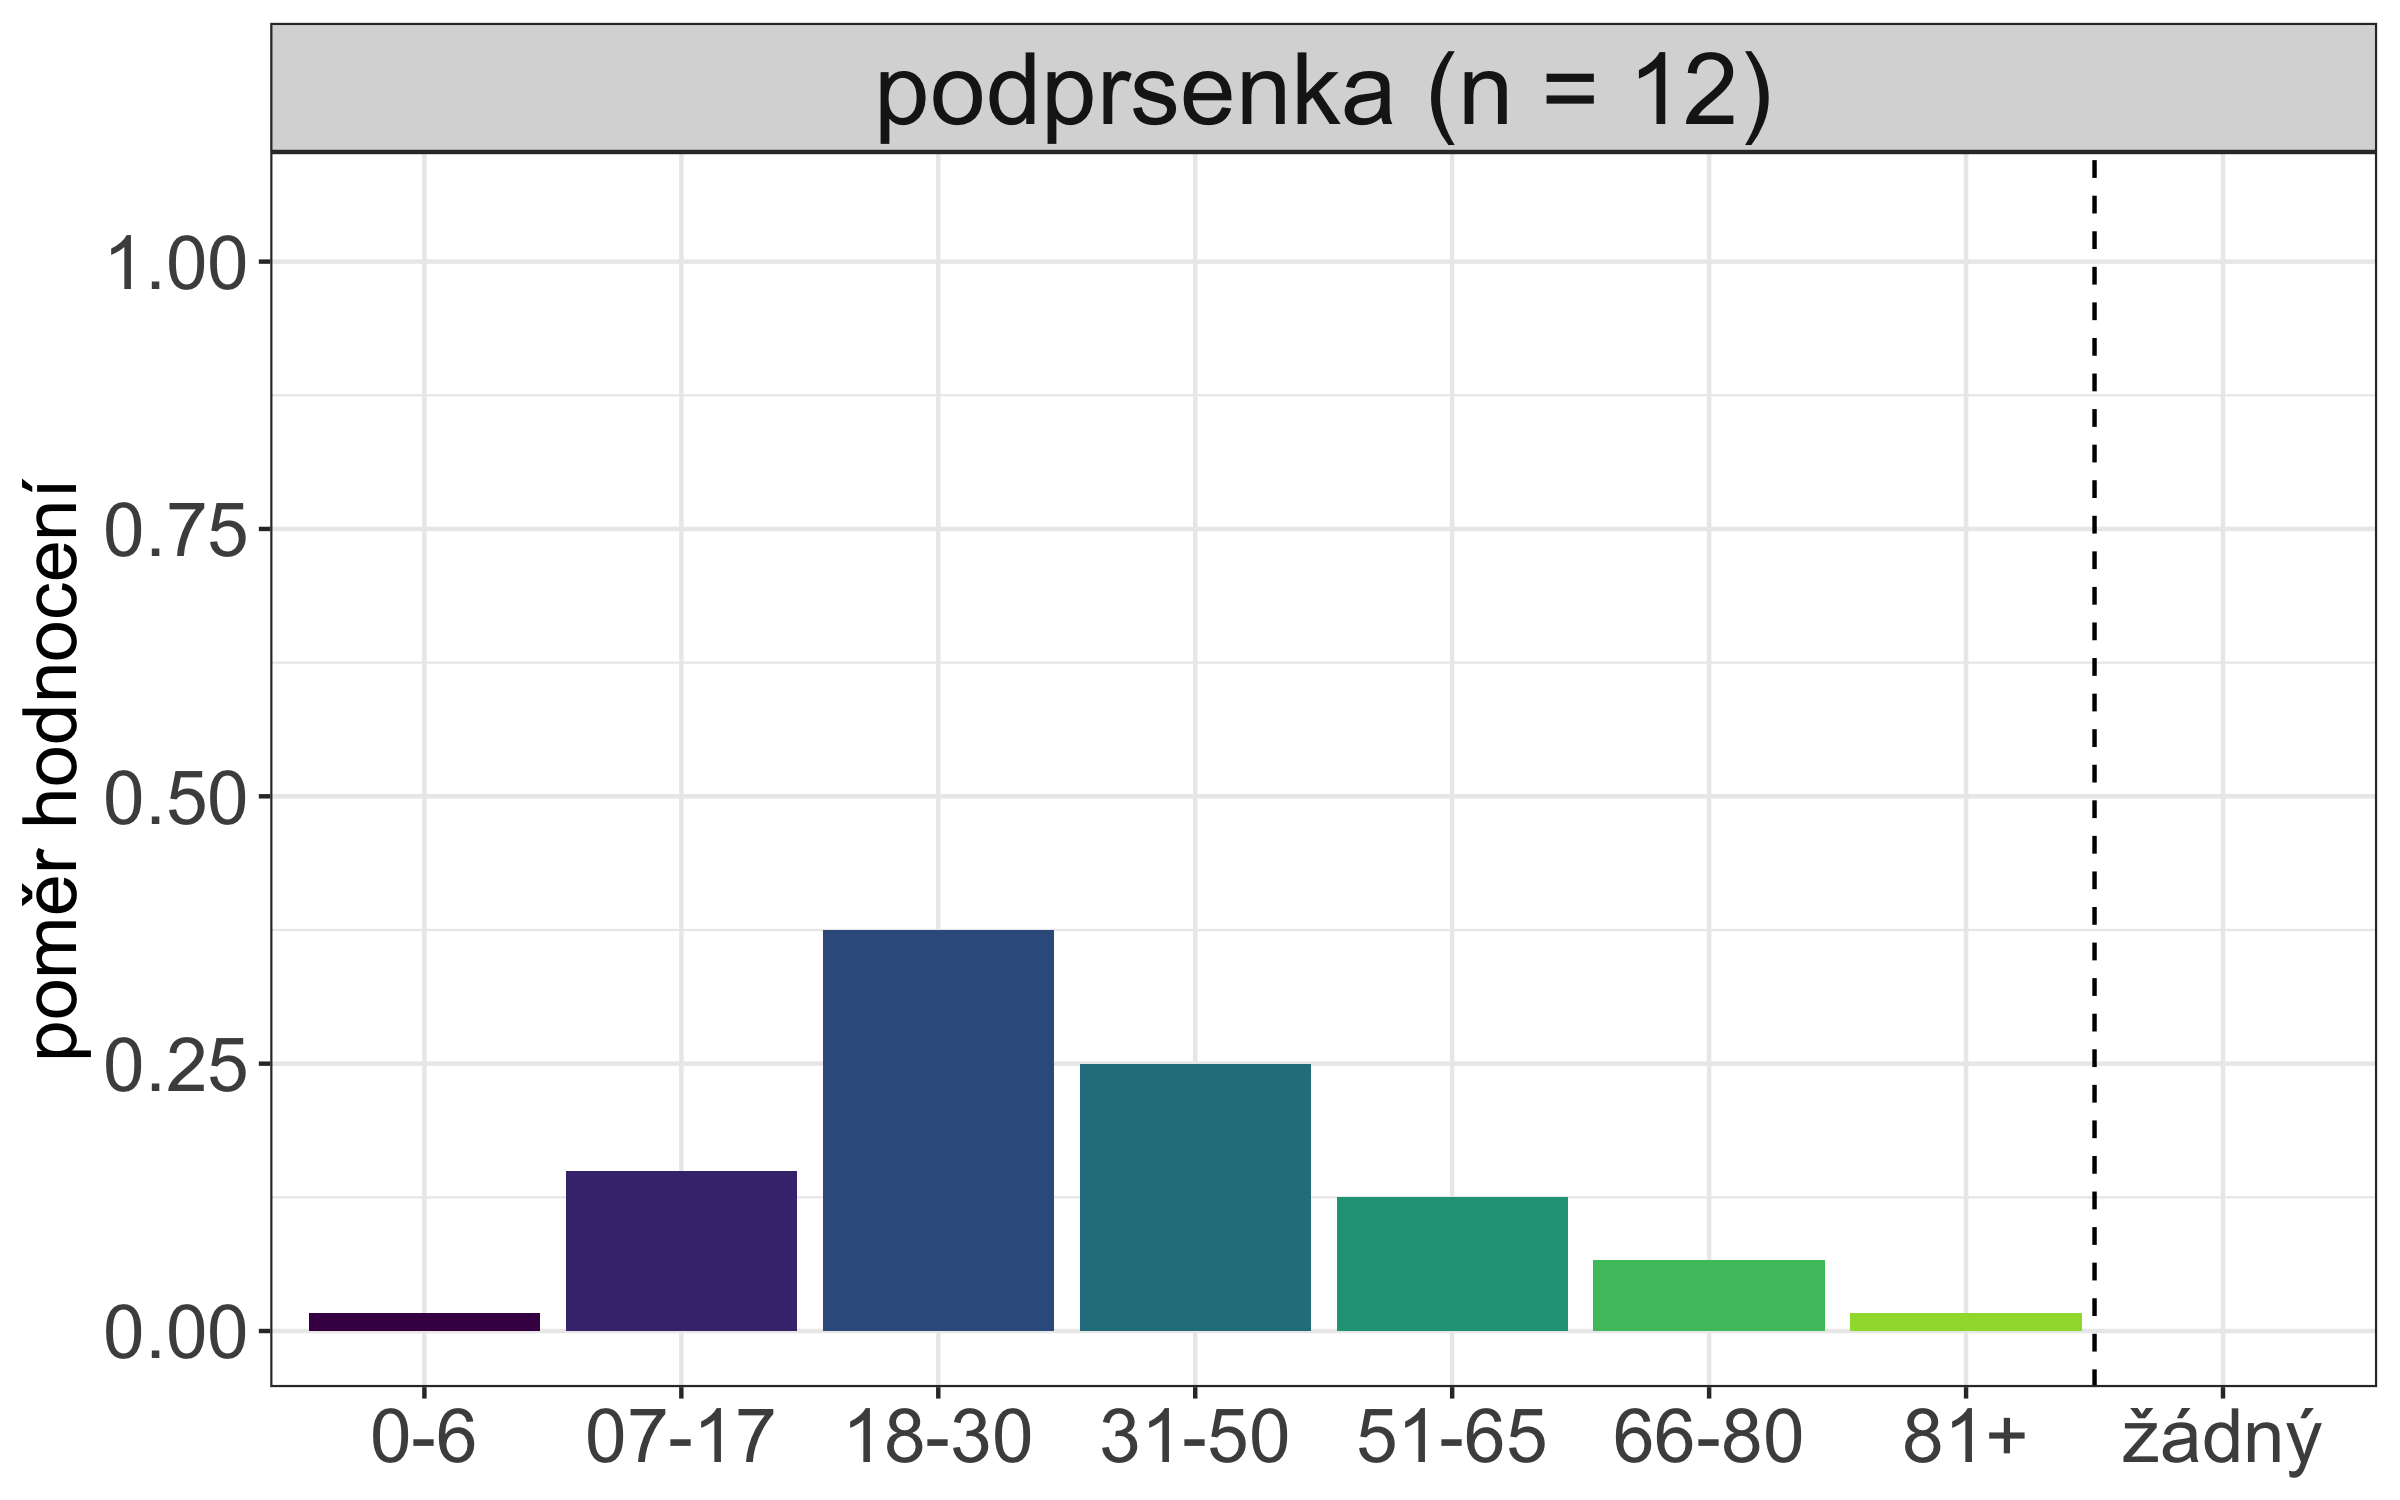 podprsenka (n = 12)
poměr hodnocení
1.00
0.75
0.50
0.25
0.00
0-6 07-17 18-30 31-50 51-65 66-80 81+ žádný